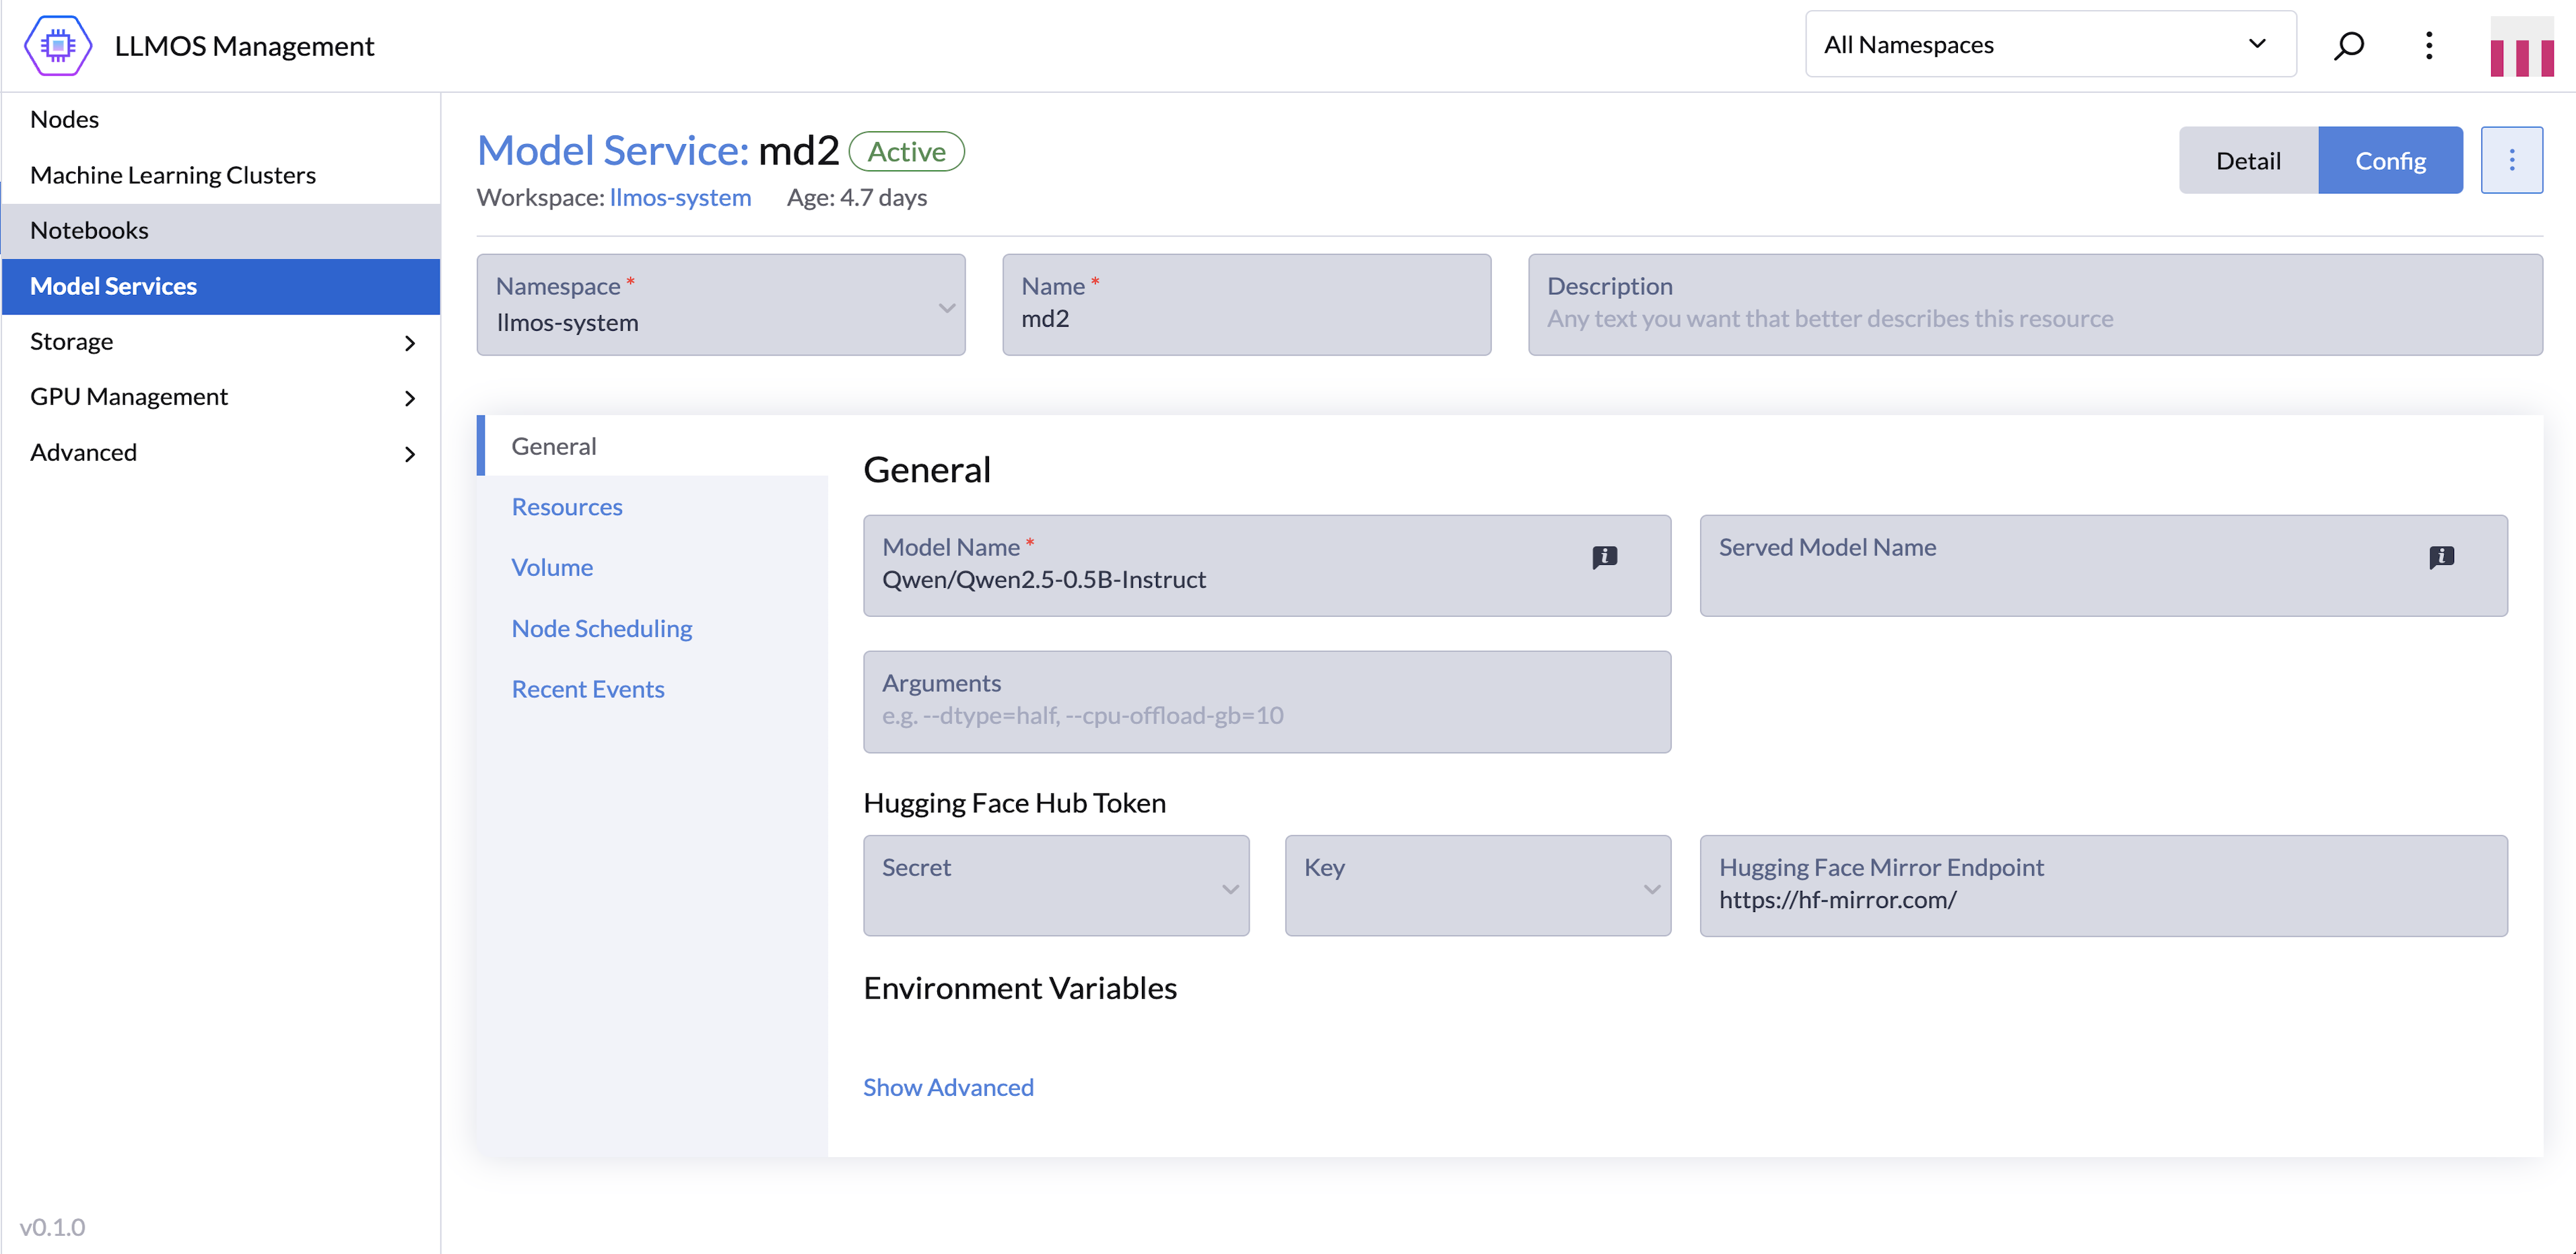 LLMOS Management
All Namespaces
Nodes
Machine Learning Clusters
Notebooks
Model Services
Storage
GPU Management
Advanced
v0.1.0
Model Service: md2 Active
Workspace: llmos-system Age: 4.7 days
Detail
Config
Namespace *
llmos-system
Name *
md2
Description
Any text you want that better describes this resource
General
Resources
Volume
Node Scheduling
Recent Events
General
Model Name *
Qwen/Qwen2.5-0.5B-Instruct
Served Model Name
Arguments
e.g. --dtype=half, --cpu-offload-gb=10
Hugging Face Hub Token
Secret
Key
Hugging Face Mirror Endpoint
https://hf-mirror.com/
Environment Variables
Show Advanced